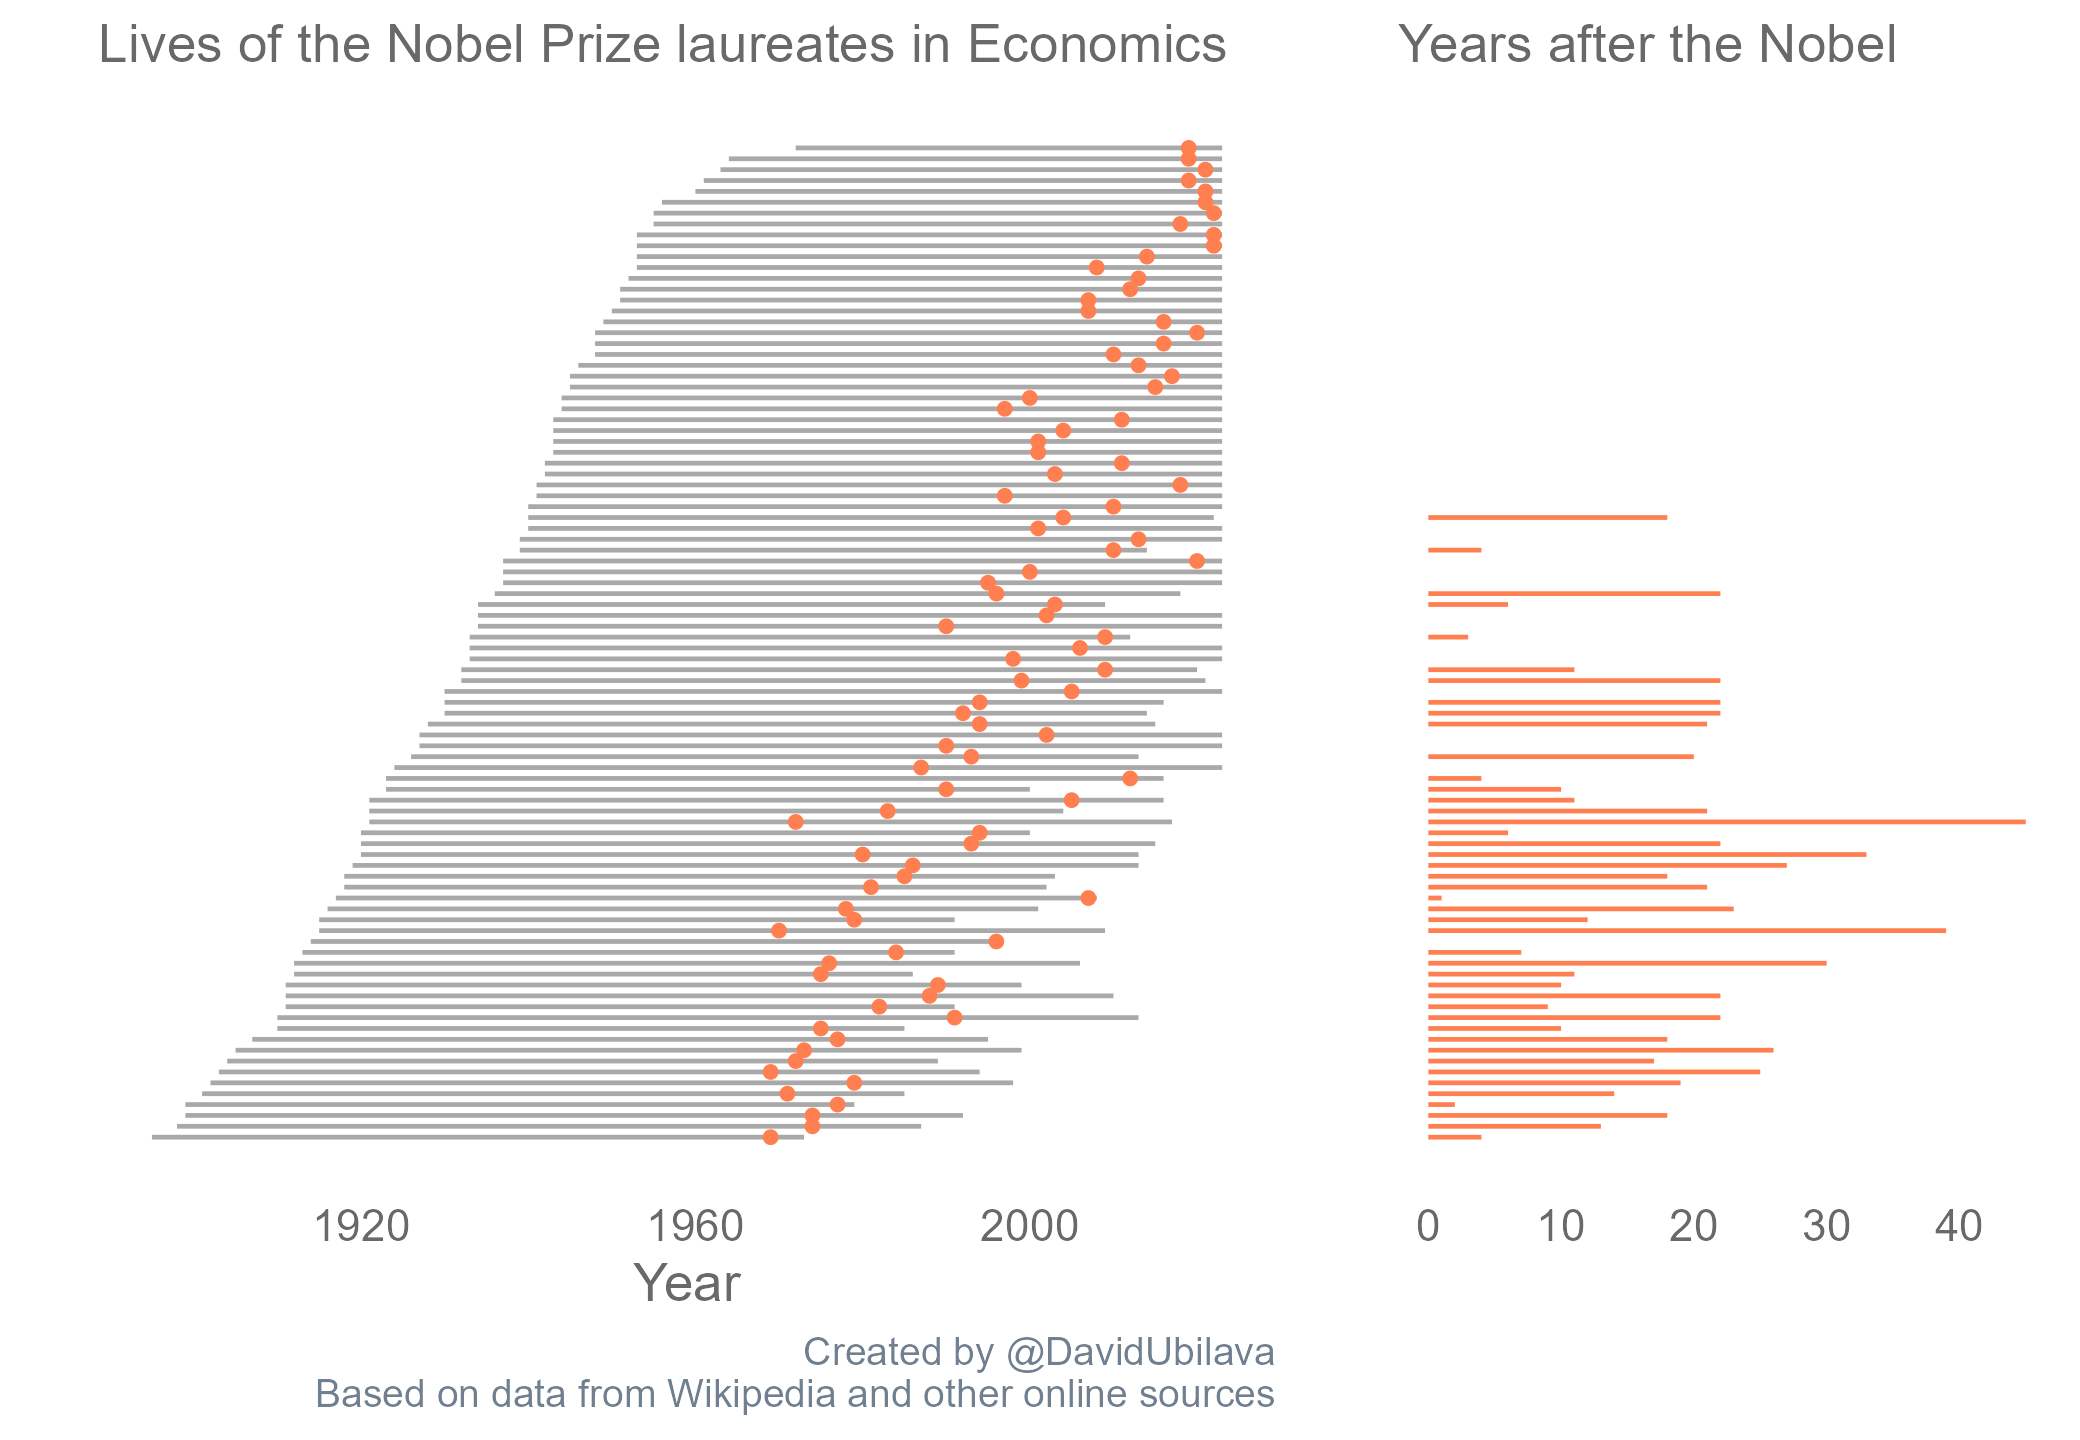 Lives of the Nobel Prize laureates in Economics
Years after the Nobel
1920 1960 2000
0 10 20 30 40
Year
Created by @DavidUbilava
Based on data from Wikipedia and other online sources